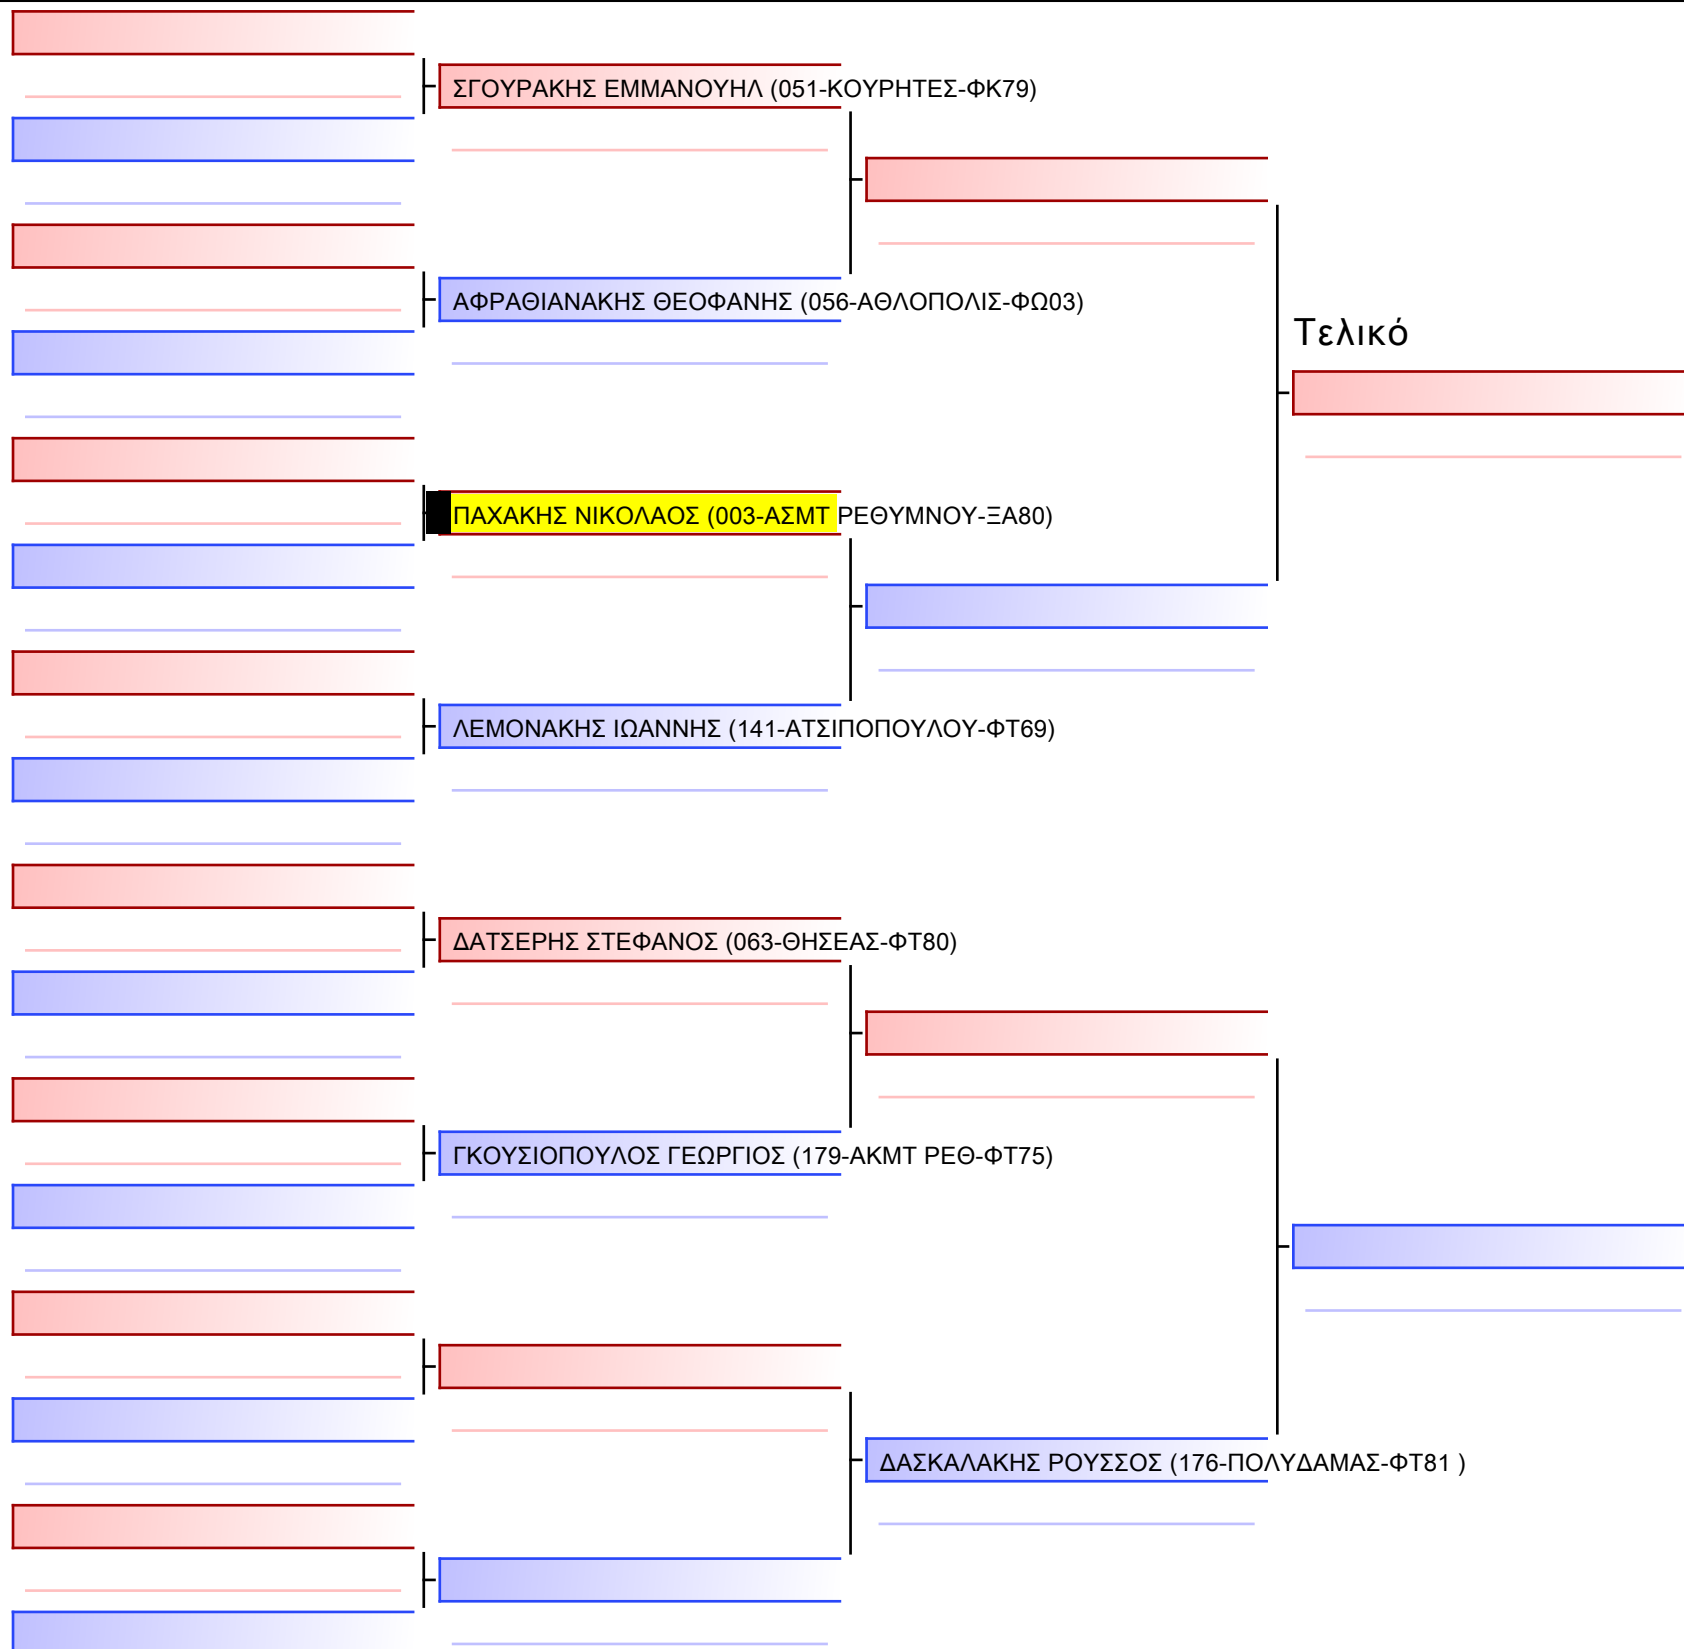 ΣΓΟΥΡΑΚΗΣ ΕΜΜΑΝΟΥΗΛ (051-ΚΟΥΡΗΤΕΣ-ΦΚ79)
ΑΦΡΑΘΙΑΝΑΚΗΣ ΘΕΟΦΑΝΗΣ (056-ΑΘΛΟΠΟΛΙΣ-ΦΩ03)
Τελικό
ΠΑΧΑΚΗΣ ΝΙΚΟΛΑΟΣ (003-ΑΣΜΤ ΡΕΘΥΜΝΟΥ-ΞΑ80)
ΛΕΜΟΝΑΚΗΣ ΙΩΑΝΝΗΣ (141-ΑΤΣΙΠΟΠΟΥΛΟΥ-ΦΤ69)
ΔΑΤΣΕΡΗΣ ΣΤΕΦΑΝΟΣ (063-ΘΗΣΕΑΣ-ΦΤ80)
ΓΚΟΥΣΙΟΠΟΥΛΟΣ ΓΕΩΡΓΙΟΣ (179-ΑΚΜΤ ΡΕΘ-ΦΤ75)
ΔΑΣΚΑΛΑΚΗΣ ΡΟΥΣΣΟΣ (176-ΠΟΛΥΔΑΜΑΣ-ΦΤ81 )